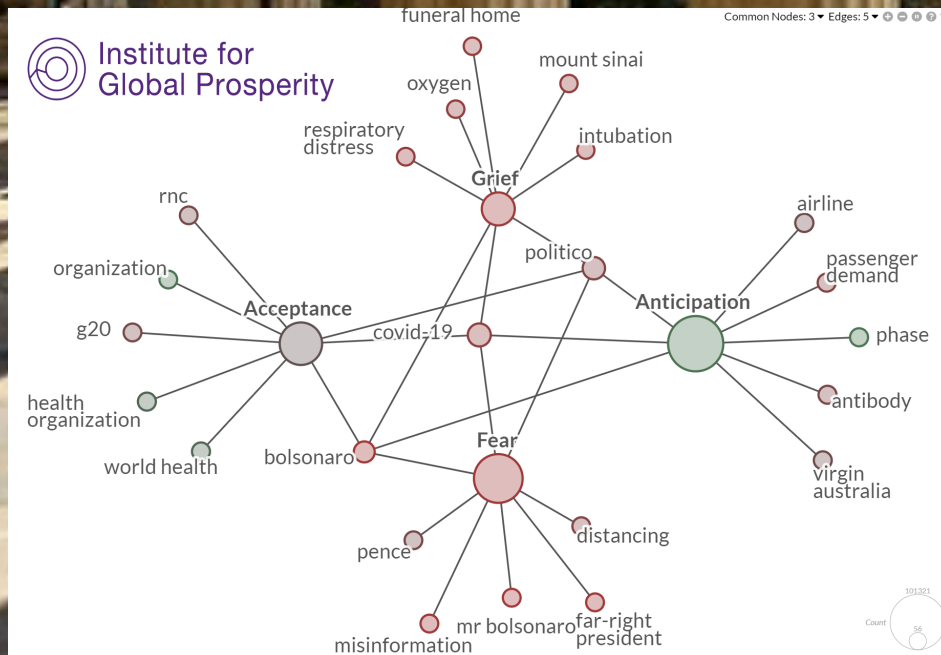 funeral home
Common Nodes: 3 Edges: 5
Institute for
Global Prosperity
mount sinai
oxygen
respiratory
distress
intubation
Grief
rnc
airline
politico
organization
passenger
demand
Acceptance
Anticipation
g20
covid-19
phase
health
organization
antibody
Fear
bolsonaro
world health
virgin
australia
distancing
pence
mr bolsonaro
far-right
president
misinformation
101,321
Count
56